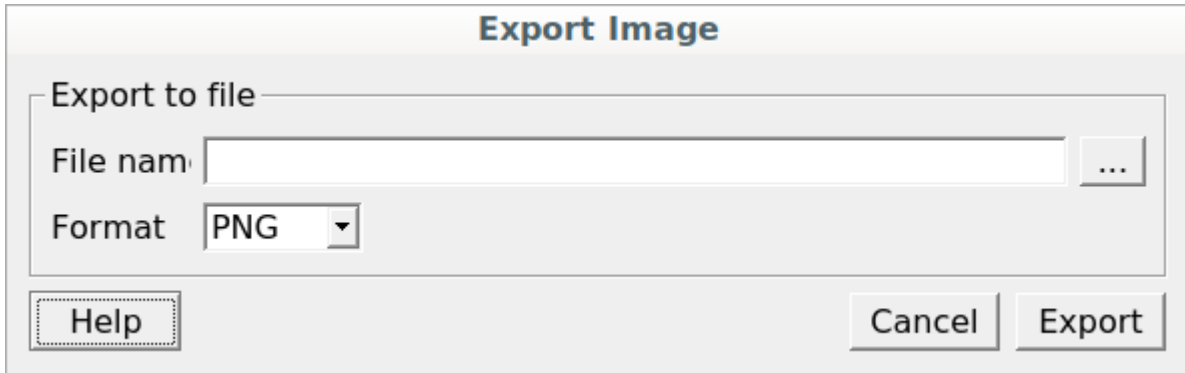 Export Image
Export to file
File nam
...
Format PNG
Help Cancel Export